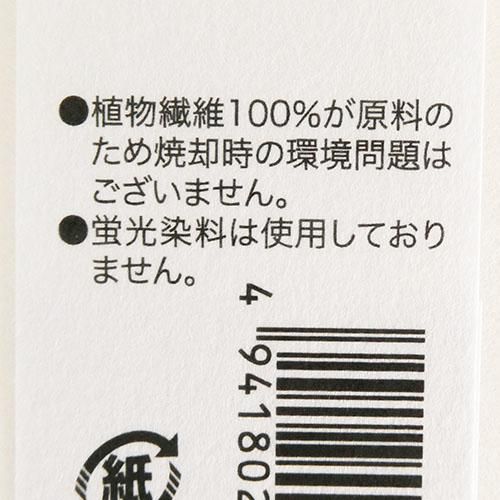 ●植物繊維100%が原料の
ため焼却時の環境問題は
ございません。
●蛍光染料は使用しており
ません。
4
941802
紙